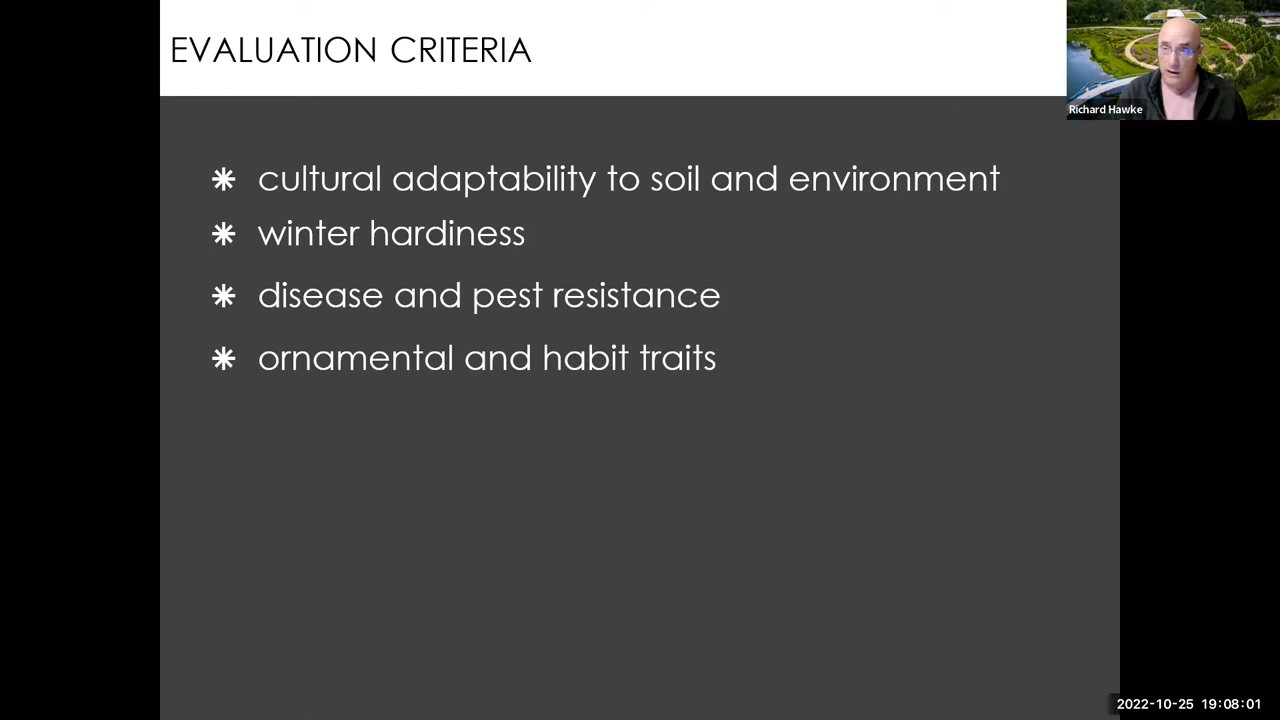 EVALUATION CRITERIA
Richard Hawke
cultural adaptability to soil and environment
winter hardiness
disease and pest resistance
ornamental and habit traits
2022-10-25 19:08:01